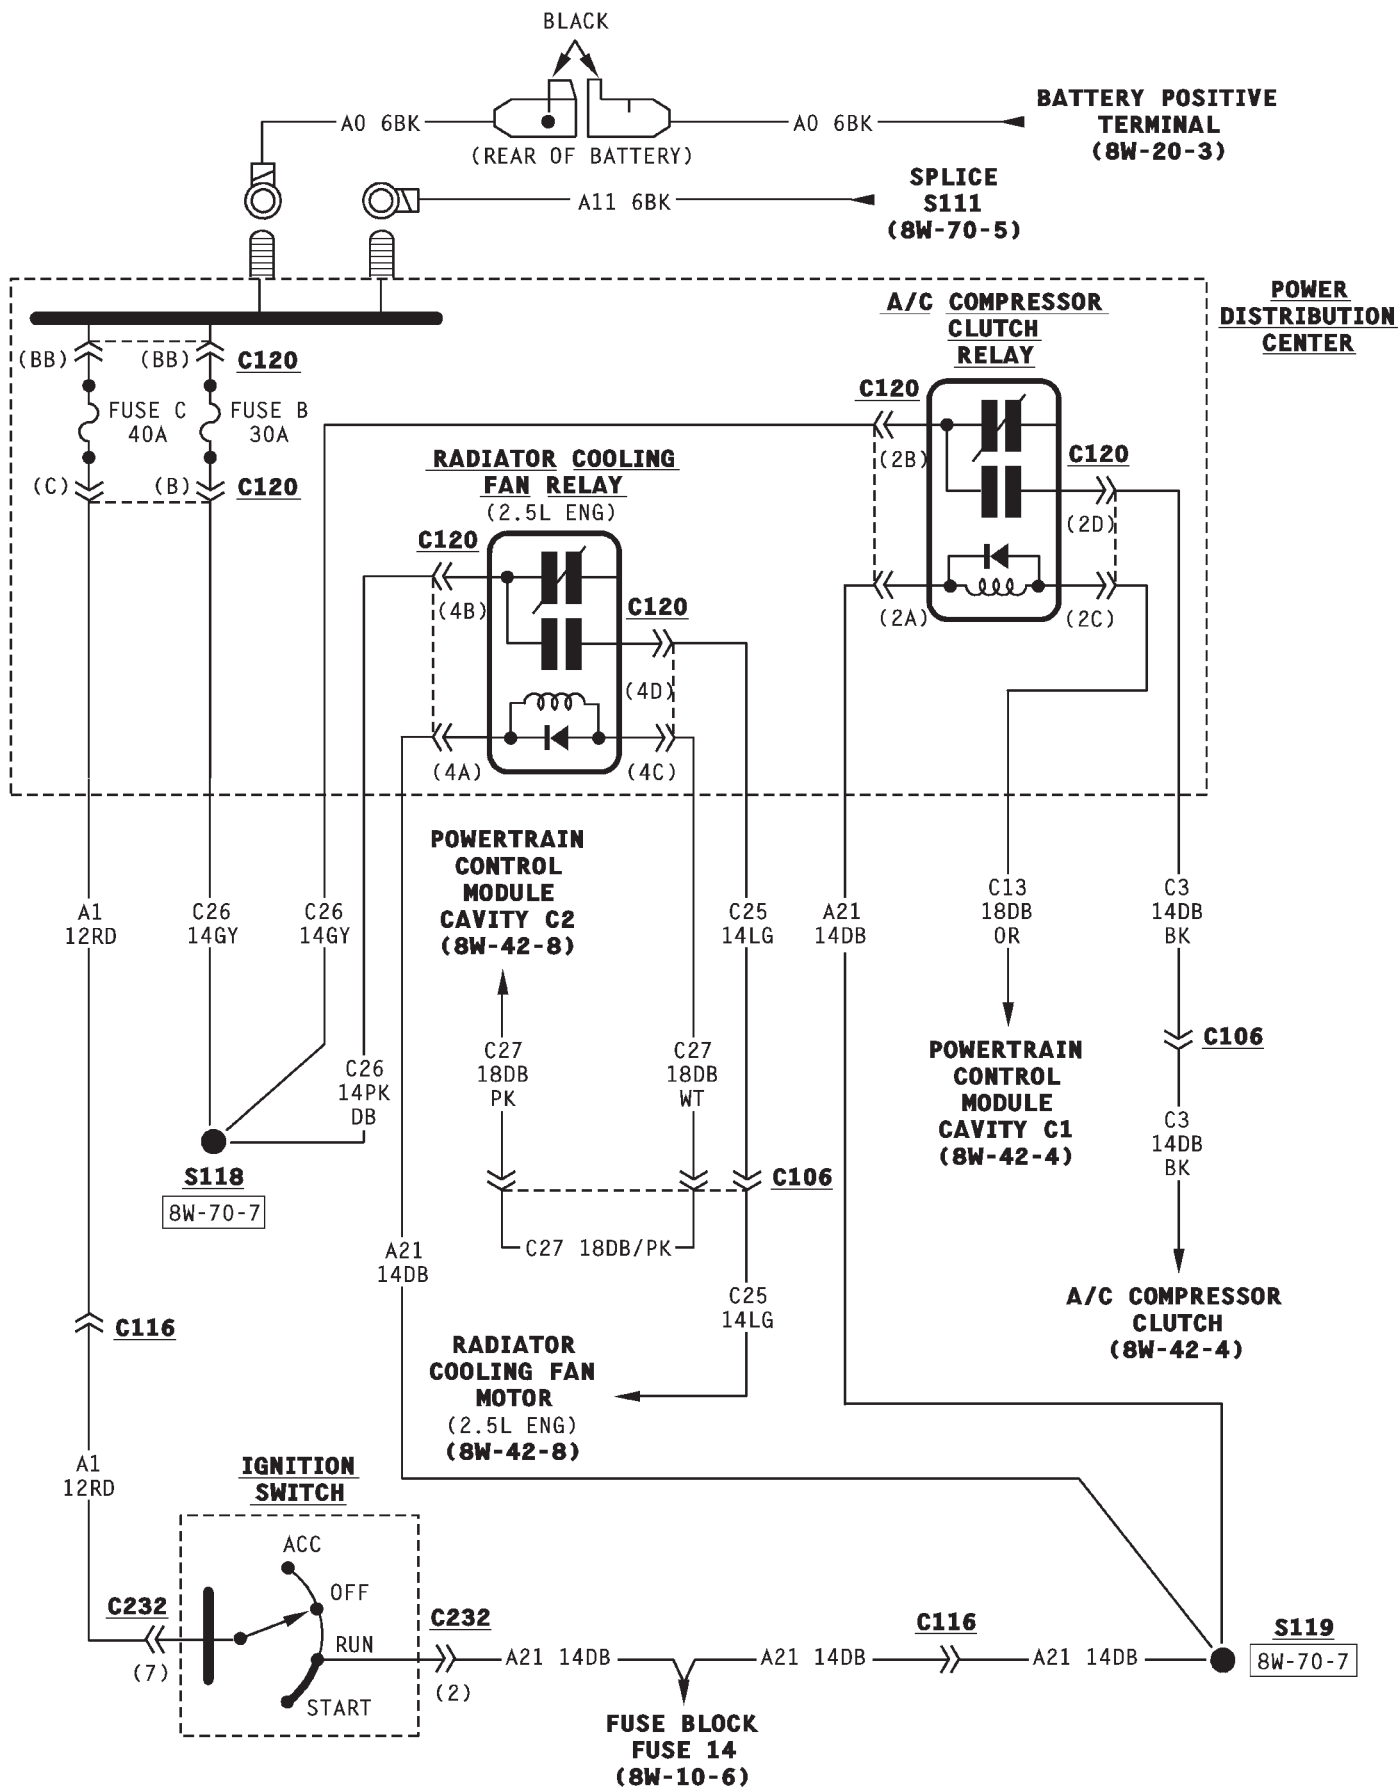 BLACK
A0 6BK
A0 6BK
BATTERY POSITIVE
TERMINAL
(8W-20-3)
(REAR OF BATTERY)
A11 6BK
SPLICE
S111
(8W-70-5)
POWER
DISTRIBUTION
CENTER
A/C COMPRESSOR
CLUTCH
RELAY
(BB)
(BB)
C120
FUSE C
40A
FUSE B
30A
(C)
(B)
C120
C120
(2B)
C120
(2D)
(2A)
(2C)
RADIATOR COOLING
FAN RELAY
(2.5L ENG)
C120
(4B)
C120
(4D)
(4A)
(4C)
POWERTRAIN
CONTROL
MODULE
CAVITY C2
(8W-42-8)
A1
12RD
C26
14GY
C26
14GY
C25
14LG
A21
14DB
C13
18DB
OR
C3
14DB
BK
C26
14PK
DB
C27
18DB
PK
C27
18DB
WT
POWERTRAIN
CONTROL
MODULE
CAVITY C1
(8W-42-4)
C106
C3
14DB
BK
S118
8W-70-7
C106
C27 18DB/PK
A21
14DB
C25
14LG
A/C COMPRESSOR
CLUTCH
(8W-42-4)
C116
RADIATOR
COOLING FAN
MOTOR
(2.5L ENG)
(8W-42-8)
A1
12RD
IGNITION
SWITCH
ACC
OFF
RUN
START
C232
(7)
C232
(2)
A21 14DB
A21 14DB
C116
A21 14DB
S119
8W-70-7
FUSE BLOCK
FUSE 14
(8W-10-6)